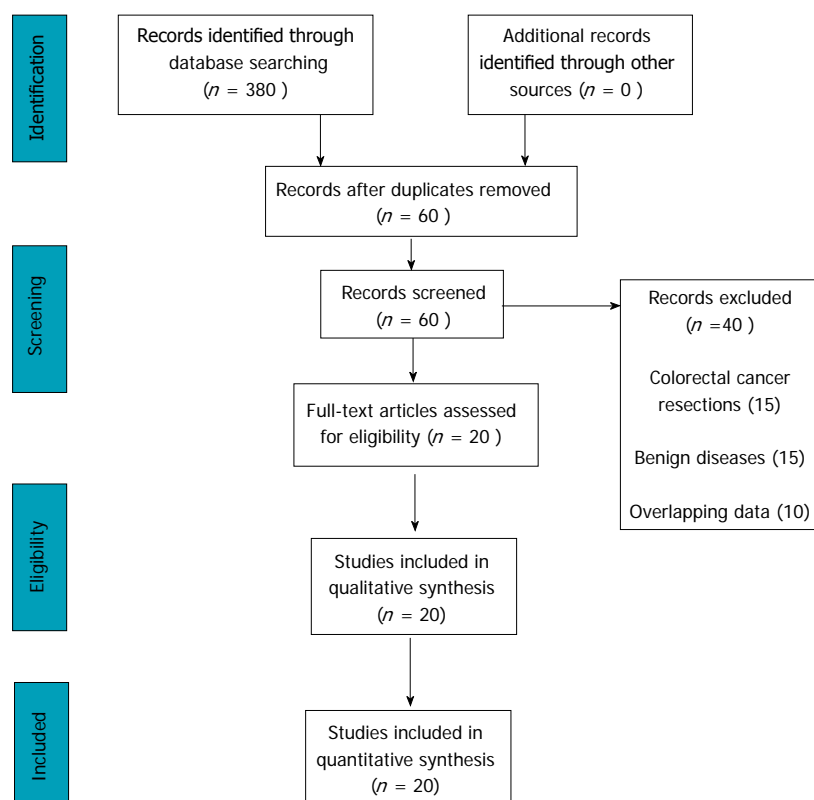 Identification
Records identified through
database searching
(n = 380 )
Additional records
identified through other
sources (n = 0 )
Records after duplicates removed
(n = 60 )
Screening
Records screened
(n = 60 )
Records excluded
(n =40 )
Colorectal cancer
resections (15)
Benign diseases (15)
Overlapping data (10)
Full-text articles assessed
for eligibility (n = 20 )
Eligibility
Studies included in
qualitative synthesis
(n = 20)
Included
Studies included in
quantitative synthesis
(n = 20)